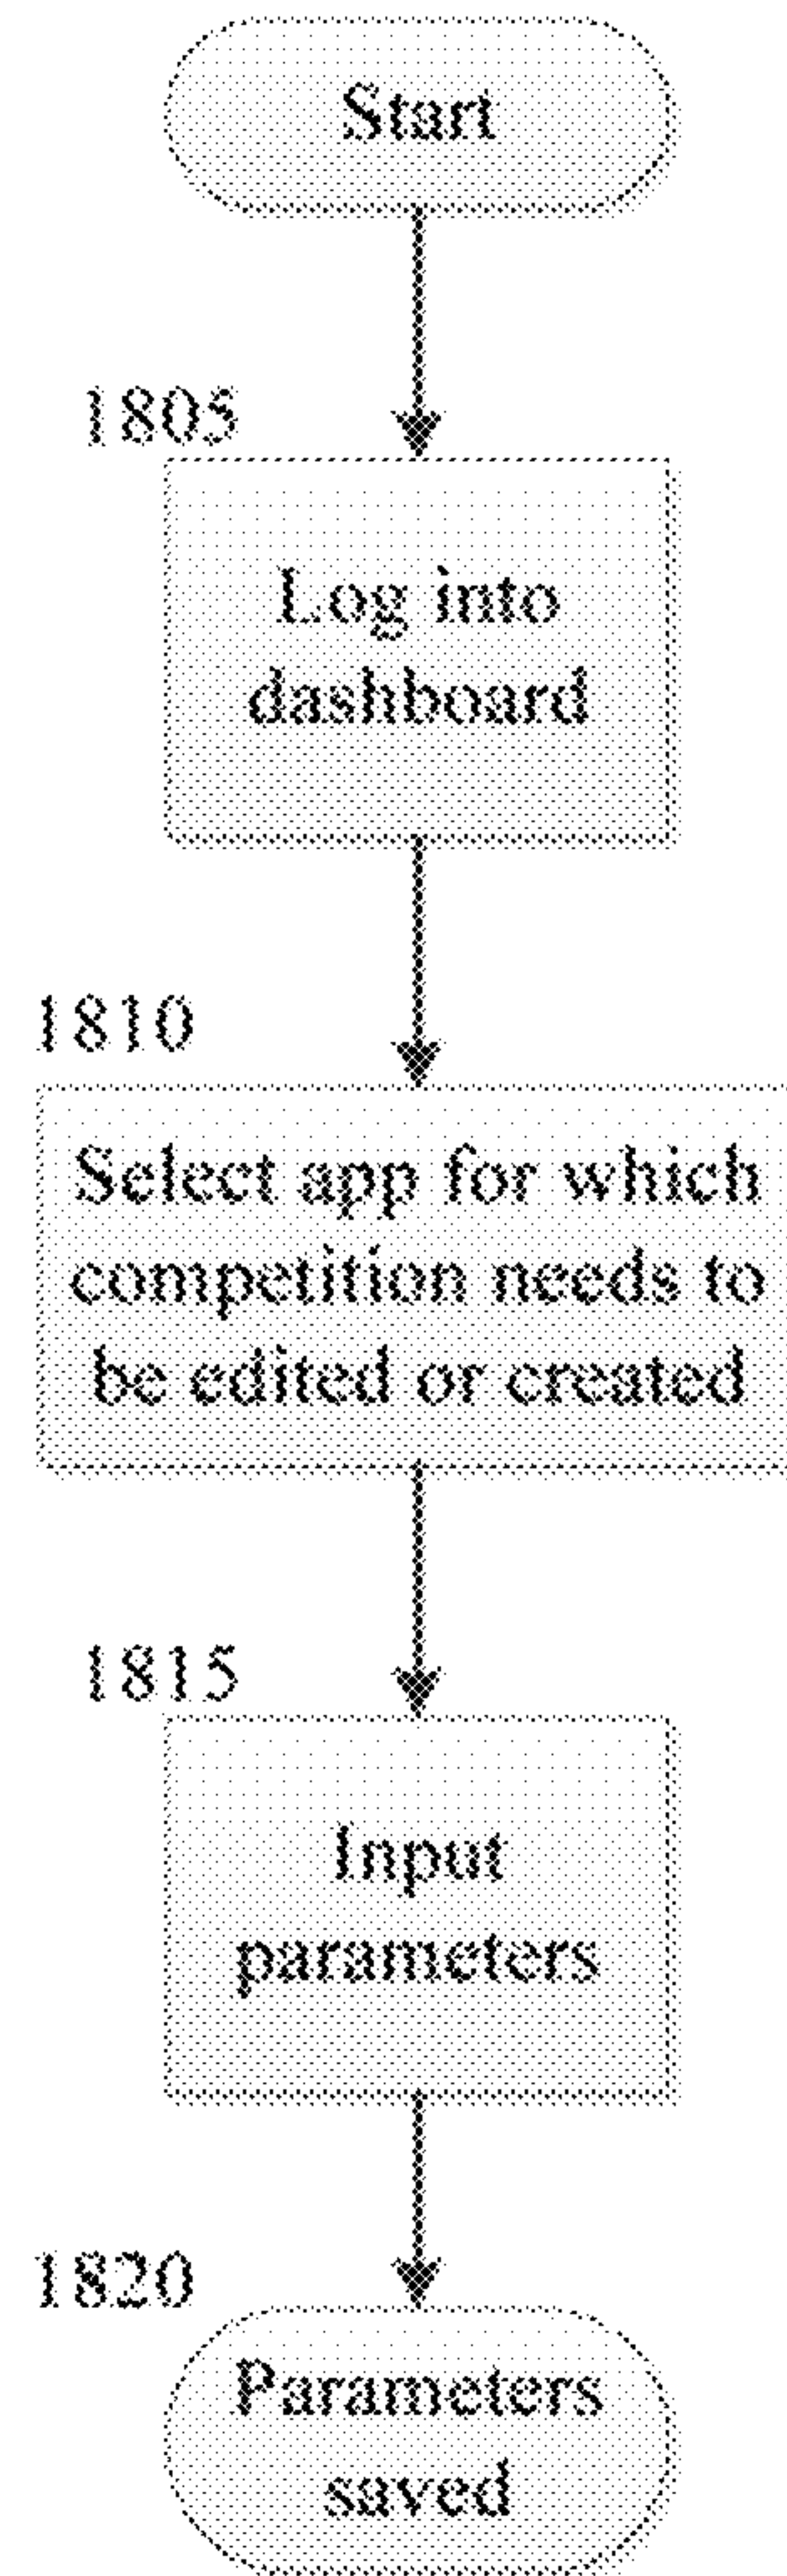 Start
1805
Log into
dashboard
1810
Select app for which
competition needs to
be edited or created
1815
Input
parameters
1820
Parameters
saved